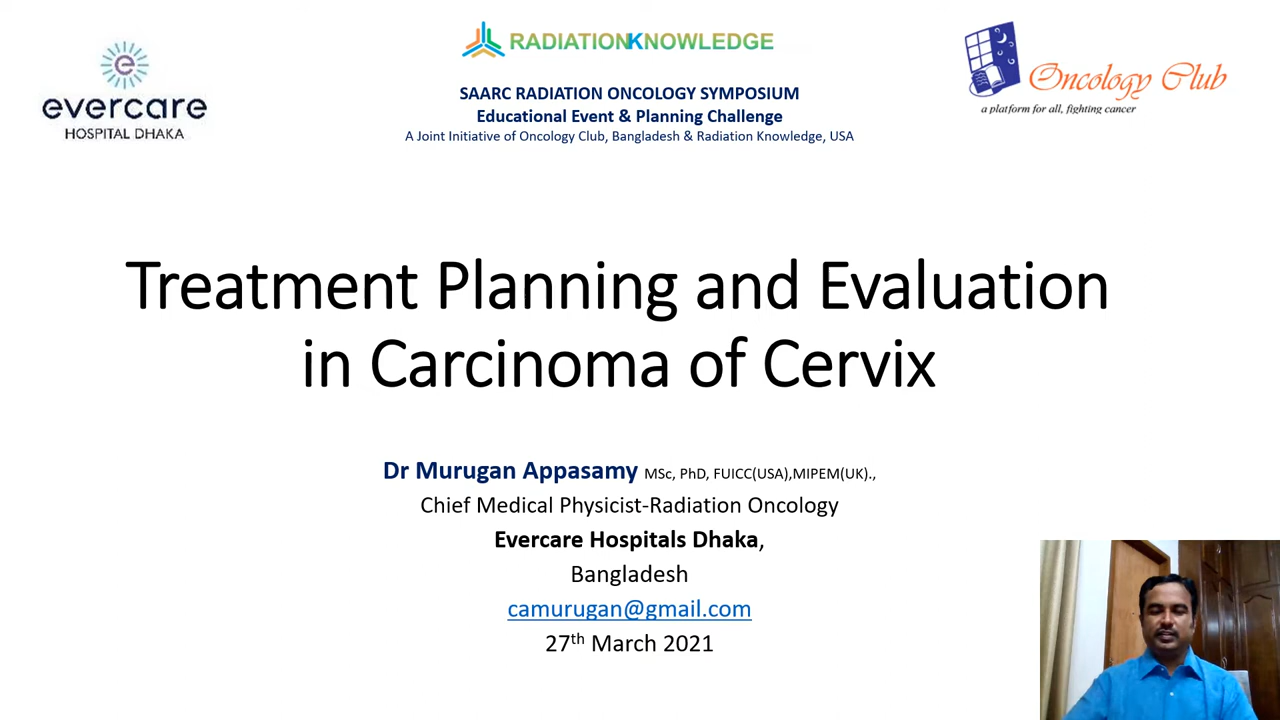 evercare
HOSPITAL DHAKA
RADIATIONKNOWLEDGE
SAARC RADIATION ONCOLOGY SYMPOSIUM
Educational Event & Planning Challenge
A Joint Initiative of Oncology Club, Bangladesh & Radiation Knowledge, USA
Oncology Club
a platform for all, fighting cancer
Treatment Planning and Evaluation
in Carcinoma of Cervix
Dr Murugan Appasamy MSc, PhD, FUICC(USA),MIPEM(UK).,
Chief Medical Physicist-Radiation Oncology
Evercare Hospitals Dhaka,
Bangladesh
camurugan@gmail.com
27th March 2021